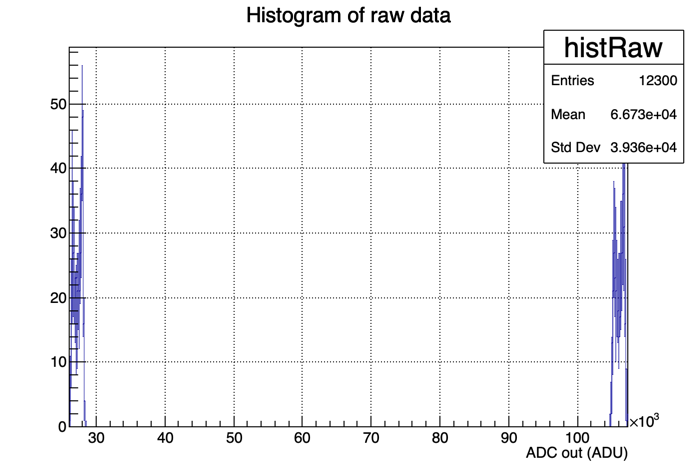 Histogram of raw data
histRaw
Entries 12300
Mean 6.673e+04
Std Dev 3.936e+04
50
40
30
20
10
0
30 40 50 60 70 80 90 100
×10³
ADC out (ADU)